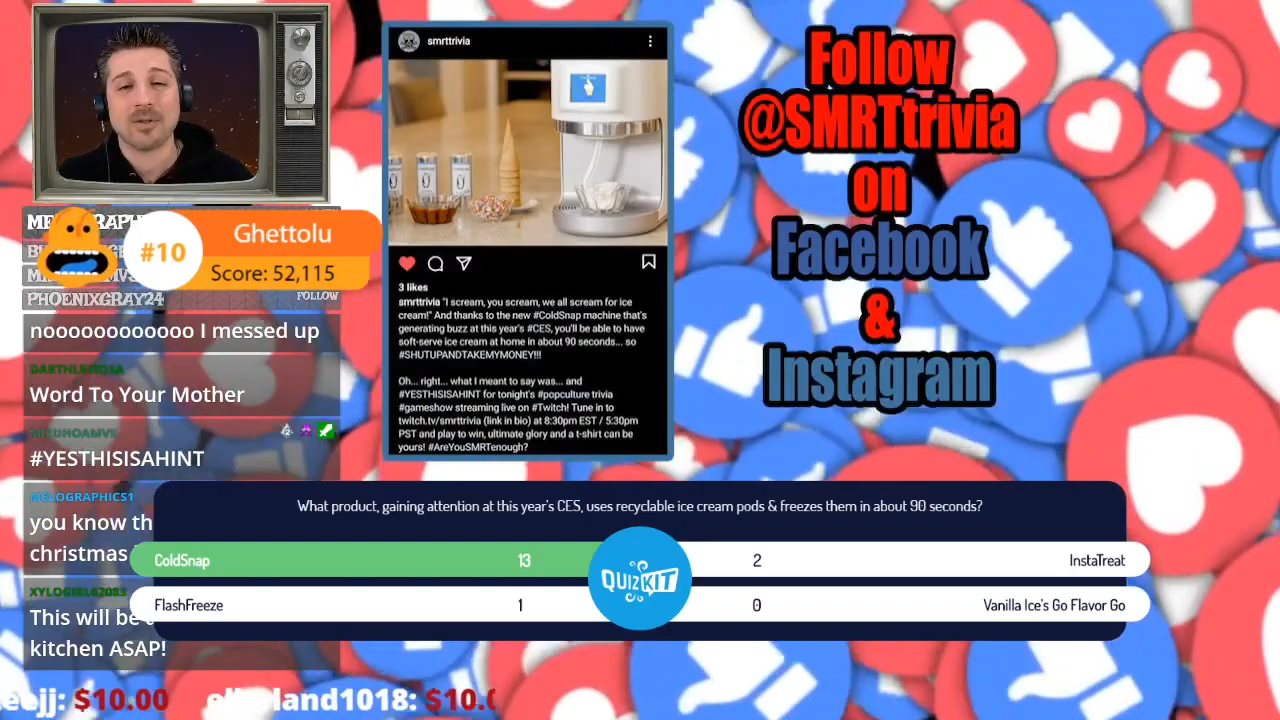 smrttrivia
3 likes
smrttrivia "I scream, you scream, we all scream for ice
cream!" And thanks to the new #ColdSnap machine that's
generating buzz at this year's #CES, you'll be able to have
soft-serve ice cream at home in about 90 seconds... so
#SHUTUPANDTAKEMYMONEY!!!
Oh... right... what I meant to say was... and
#YESTHISISAHINT for tonight's #popculture trivia
#gameshow streaming live on #Twitch! Tune in to
twitch.tv/smrttrivia (link in bio) at 8:30pm EST / 5:30pm
PST and play to win, ultimate glory and a t-shirt can be
yours! #AreYouSMRTenough?
Follow
@SMRTtrivia
on
Facebook
&
Instagram
#10
Ghettolu
Score: 52,115
PHOENIXGRAY24
FOLLOW
noooooooooooo I messed up
Word To Your Mother
#YESTHISISAHINT
MELOGRAPHICS1
you know th
christmas
This will be
kitchen ASAP!
What product, gaining attention at this year's CES, uses recyclable ice cream pods & freezes them in about 90 seconds?
ColdSnap 13
2 InstaTreat
FlashFreeze 1
0 Vanilla Ice's Go Flavor Go
QUIZKIT
eejj: $10.00
land1018: $10.0